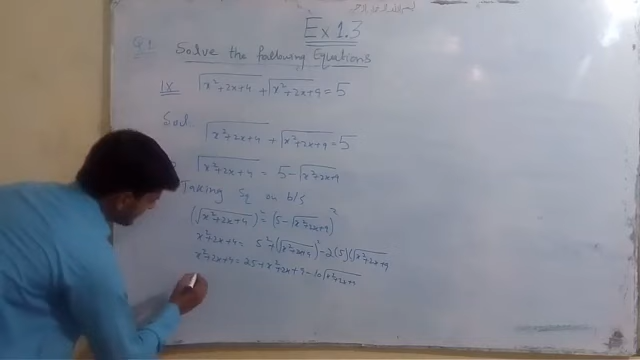 Ex 1.3
Q1 Solve the following Equations
IX √x²+2x+4 + √x²+2x+9 = 5
Sol
√x²+2x+4 + √x²+2x+9 = 5
√x²+2x+4 = 5 - √x²+2x+9
Taking Sq on b/s
(√x²+2x+4)² = (5 - √x²+2x+9)²
x²+2x+4 = 5² + (√x²+2x+9)² - 2(5)(√x²+2x+9
x²+2x+4 = 25 + x²+2x+9 - 10√x²+2x+9